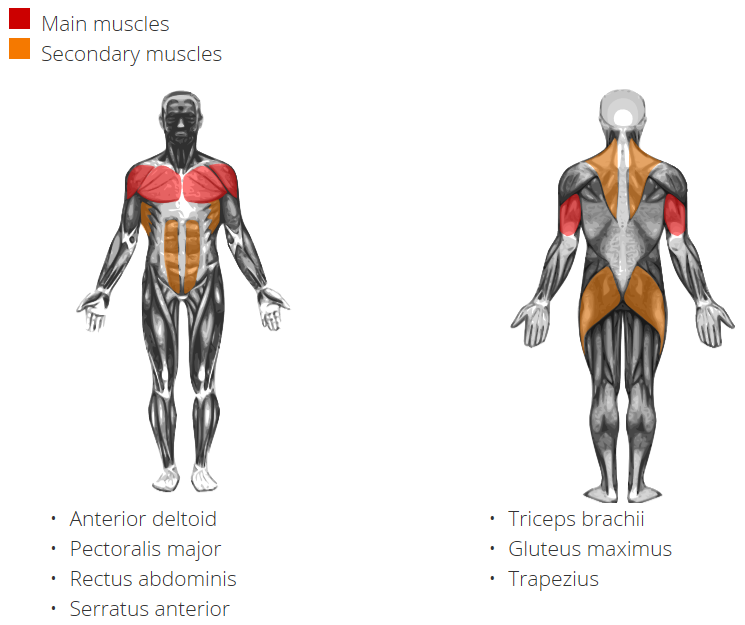 Main muscles
Secondary muscles
• Anterior deltoid
• Pectoralis major
• Rectus abdominis
• Serratus anterior
• Triceps brachii
• Gluteus maximus
• Trapezius